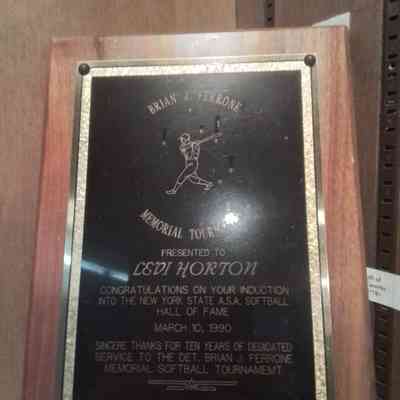 BRIAN J. FERRONE
MEMORIAL TOURNAMENT
PRESENTED TO
LEVI HORTON
CONGRATULATIONS ON YOUR INDUCTION
INTO THE NEW YORK STATE A.S.A. SOFTBALL
HALL OF FAME
MARCH 10, 1990
SINCERE THANKS FOR TEN YEARS OF DEDICATED
SERVICE TO THE DET. BRIAN J. FERRONE
MEMORIAL SOFTBALL TOURNAMEMT